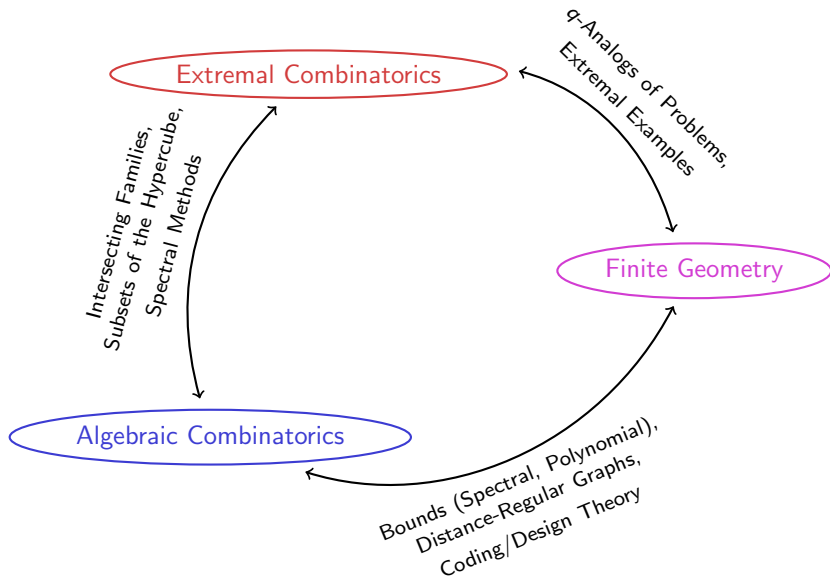 q-Analogs of Problems,
Extremal Examples
Extremal Combinatorics
Intersecting Families,
Subsets of the Hypercube,
Spectral Methods
Finite Geometry
Algebraic Combinatorics
Bounds (Spectral, Polynomial),
Distance-Regular Graphs,
Coding/Design Theory